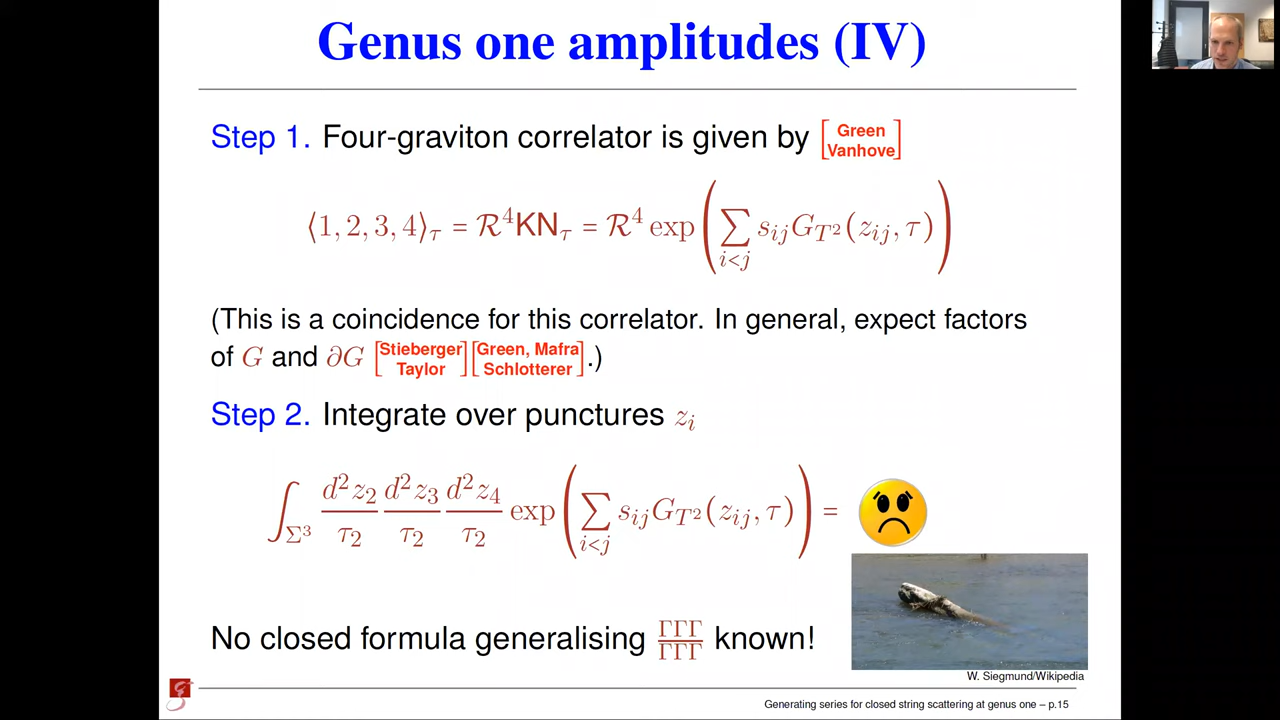 Genus one amplitudes (IV)
Step 1. Four-graviton correlator is given by [Green Vanhove]
⟨1, 2, 3, 4⟩_τ = ℛ⁴KN_τ = ℛ⁴ exp( ∑_{i<j} s_{ij} G_{T²}(z_{ij}, τ) )
(This is a coincidence for this correlator. In general, expect factors
of G and ∂G [Stieberger Taylor][Green, Mafra Schlotterer].)
Step 2. Integrate over punctures z_i
∫_{Σ³} d²z₂/τ₂ d²z₃/τ₂ d²z₄/τ₂ exp( ∑_{i<j} s_{ij} G_{T²}(z_{ij}, τ) ) =
No closed formula generalising ΓΓΓ/ΓΓΓ known!
W. Siegmund/Wikipedia
Generating series for closed string scattering at genus one – p.15